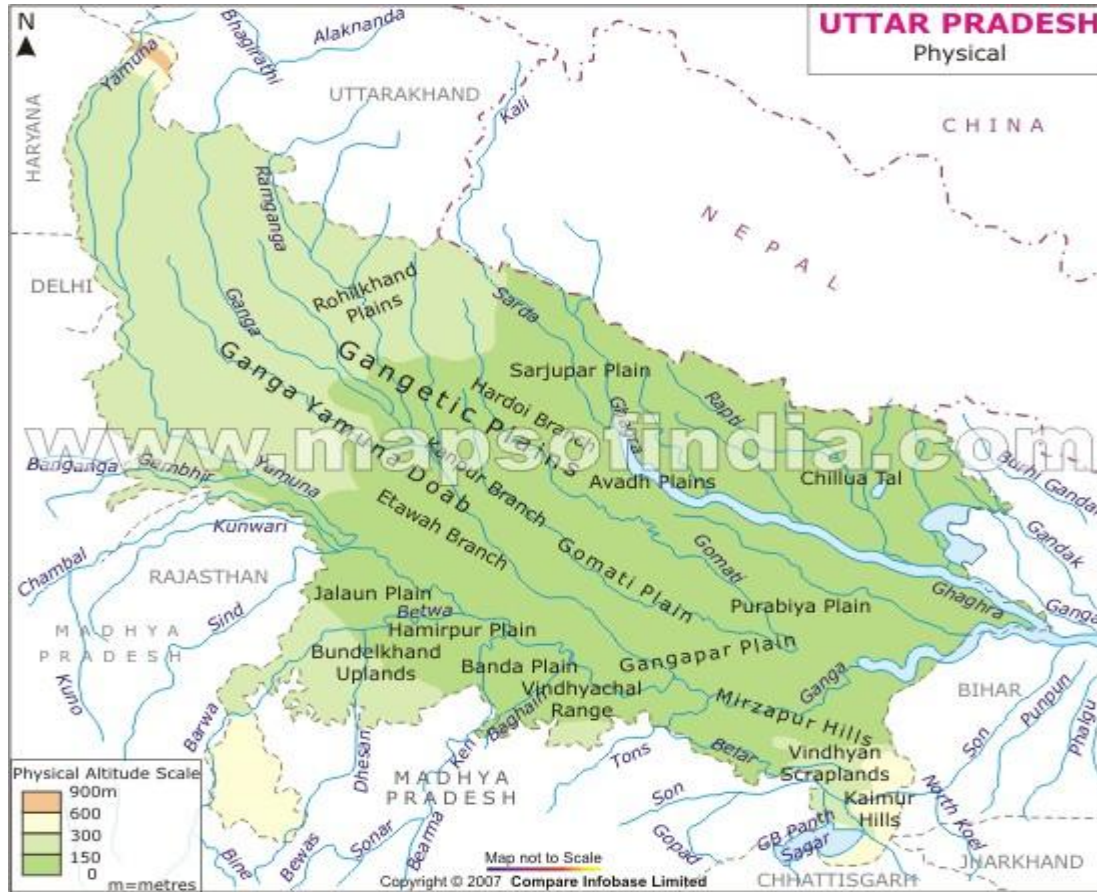 N
UTTAR PRADESH
Physical
Yamuna
Bhagirathi
Alaknanda
UTTARAKHAND
Kali
CHINA
HARYANA
Ramganga
NEPAL
DELHI
Ganga
Rohilkhand
Plains
Sarda
Sarjupar Plain
Rapti
Gangetic Plains
Ganga Yamuna Doab
Hardoi Branch
Ghagra
www.mapsofindia.com
Avadh Plains
Chillua Tal
Burhi Gandak
Gandak
Banganga
Gambhir
Yumuna
Kanpur Branch
Etawah Branch
Kunwari
Chambal
RAJASTHAN
Gomati Plain
Gomati
Sind
Jalaun Plain
Betwa
Purabiya Plain
Ghaghra
Ganga
MADHYA
PRADESH
Hamirpur Plain
Bundelkhand
Uplands
Banda Plain
Gangapar Plain
Kuno
Vindhyachal
Range
Mirzapur Hills
Ganga
BIHAR
Punpun
Son
Phalgu
Barwa
Dhesan
Ken
Baghain
Tons
Betar
Vindhyan
Scraplands
Kaimur
Hills
North Koel
MADHYA
PRADESH
Son
Gopad
GB Panth
Sagar
Bine
Bewas
Sonar
Bearma
JHARKHAND
CHHATTISGARH
Physical Altitude Scale
900m
600
300
150
0
m=metres
Map not to Scale
Copyright © 2007 Compare Infobase Limited